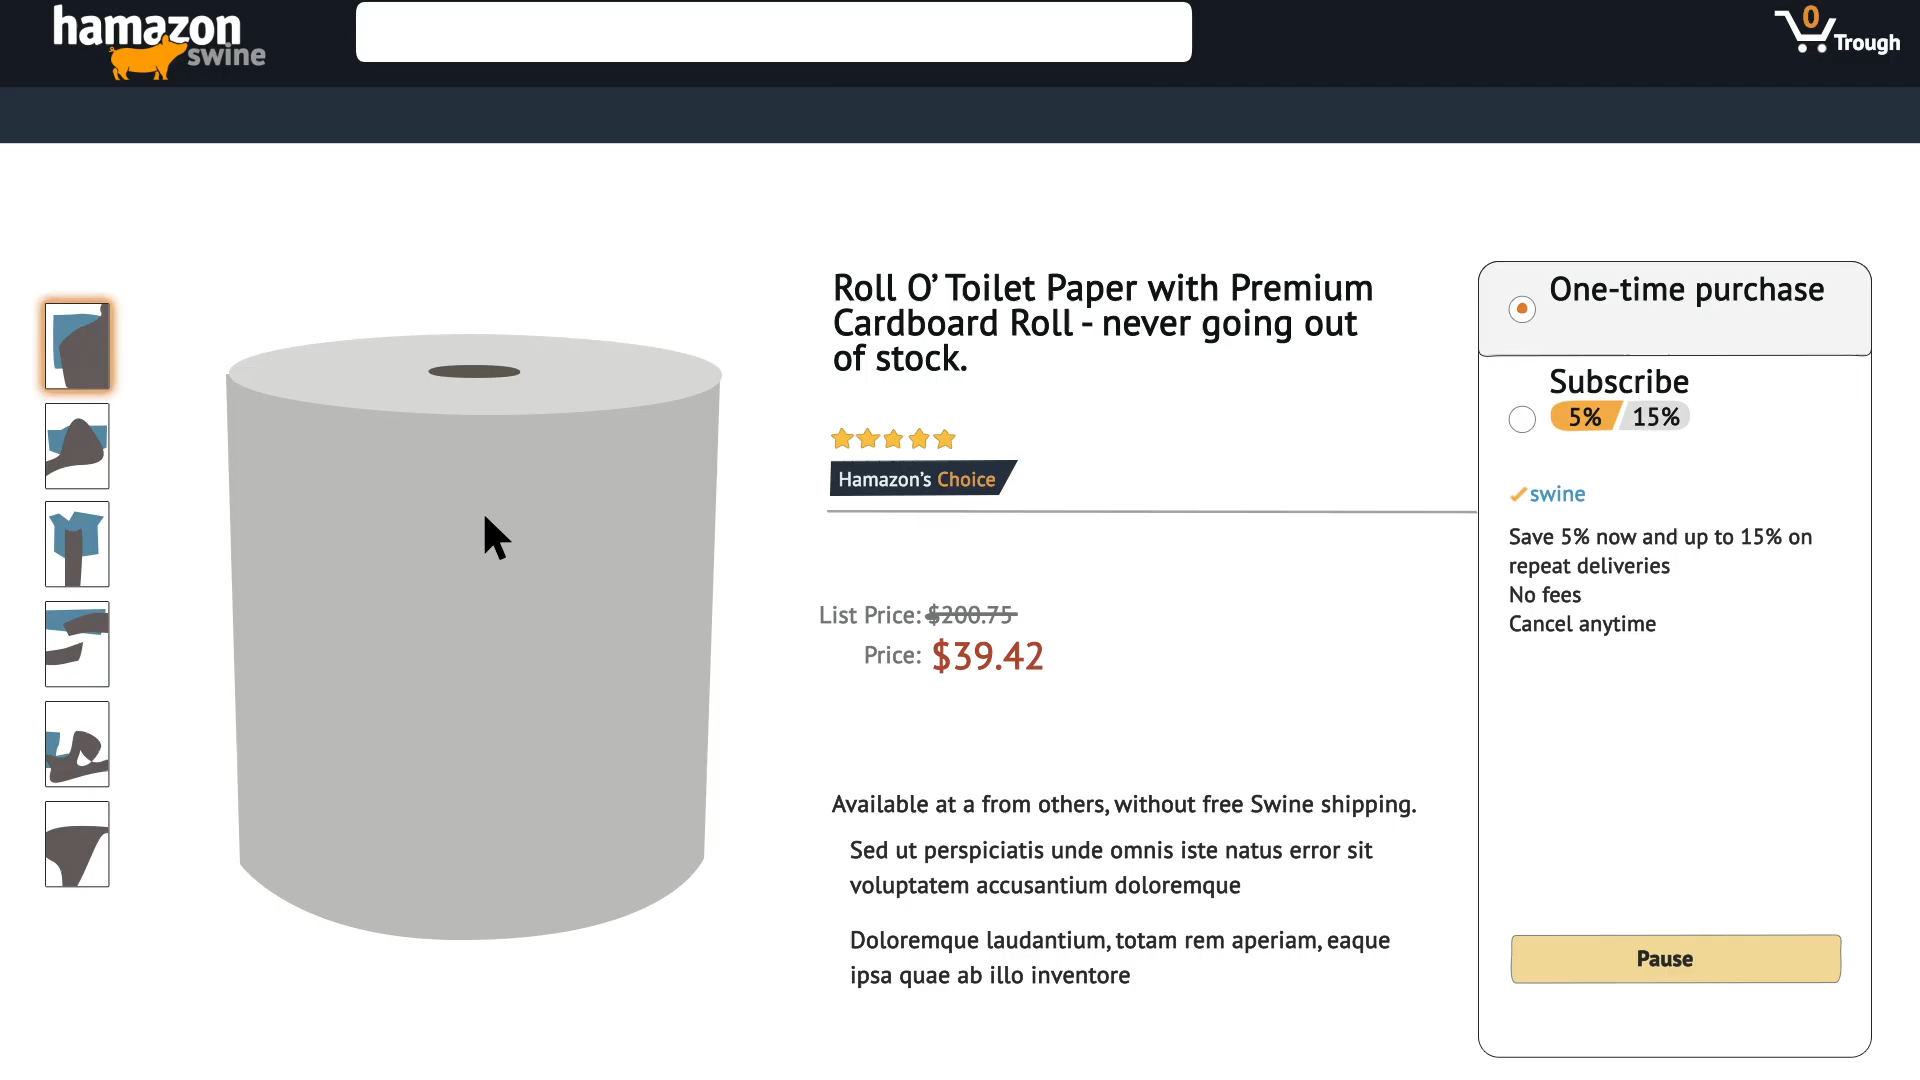 hamazon
swine
0
Trough
Roll O’ Toilet Paper with Premium
Cardboard Roll - never going out
of stock.
Hamazon’s Choice
List Price: $200.75
Price: $39.42
Available at a from others, without free Swine shipping.
Sed ut perspiciatis unde omnis iste natus error sit
voluptatem accusantium doloremque
Doloremque laudantium, totam rem aperiam, eaque
ipsa quae ab illo inventore
One-time purchase
Subscribe
5% 15%
swine
Save 5% now and up to 15% on
repeat deliveries
No fees
Cancel anytime
Pause